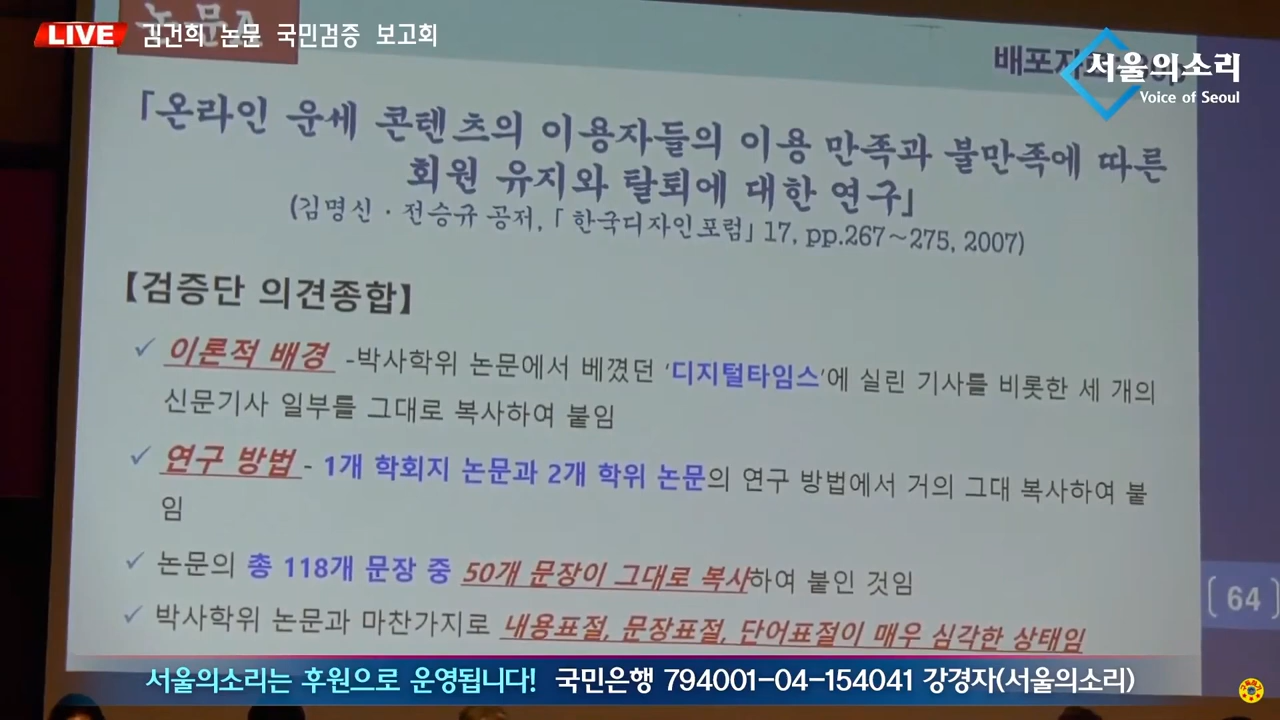 LIVE 김건희 논문 국민검증 보고회
논문A
서울의소리
Voice of Seoul
「온라인 운세 콘텐츠의 이용자들의 이용 만족과 불만족에 따른
회원 유지와 탈퇴에 대한 연구」
(김명신 · 전승규 공저, 「한국디자인포럼」 17, pp.267~275, 2007)
【검증단 의견종합】
✓ 이론적 배경 -박사학위 논문에서 베꼈던 '디지털타임스'에 실린 기사를 비롯한 세 개의
신문기사 일부를 그대로 복사하여 붙임
✓ 연구 방법 - 1개 학회지 논문과 2개 학위 논문의 연구 방법에서 거의 그대 복사하여 붙
임
✓ 논문의 총 118개 문장 중 50개 문장이 그대로 복사하여 붙인 것임
[64]
✓ 박사학위 논문과 마찬가지로 내용표절, 문장표절, 단어표절이 매우 심각한 상태임
서울의소리는 후원으로 운영됩니다! 국민은행 794001-04-154041 강경자(서울의소리)